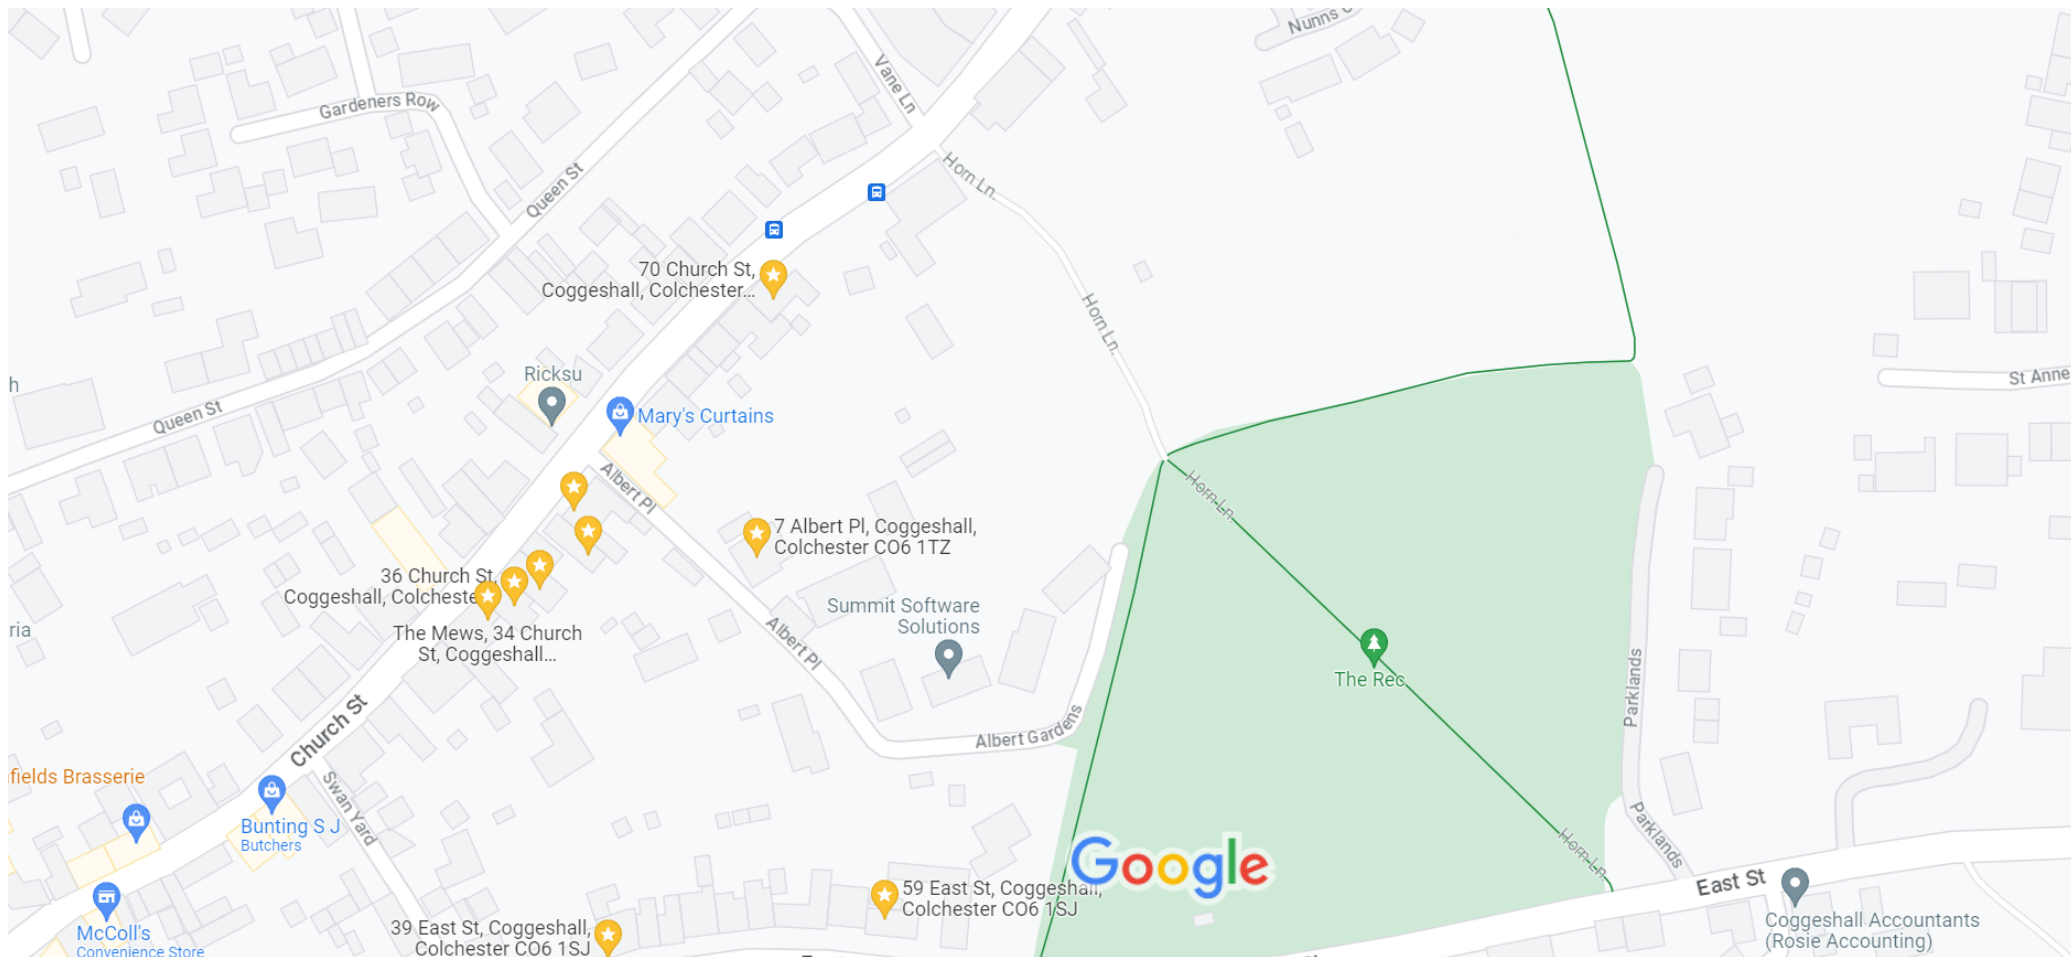 Nunns
Vane Ln
Gardeners Row
Horn Ln.
Queen St
70 Church St,
Coggeshall, Colchester...
Horn Ln.
Ricksu
h
St Anne
Queen St
Mary's Curtains
Albert Pl
Horn Ln.
7 Albert Pl, Coggeshall,
Colchester CO6 1TZ
36 Church St,
Coggeshall, Colcheste
Summit Software
Solutions
ria
The Mews, 34 Church
St, Coggeshall...
Albert Pl
The Rec
Parklands
Church St
Albert Gardens
fields Brasserie
Swan Yard
Bunting S J
Butchers
Parklands
Horn Ln.
Google
East St
59 East St, Coggeshall,
Colchester CO6 1SJ
39 East St, Coggeshall,
Colchester CO6 1SJ
Coggeshall Accountants
(Rosie Accounting)
McColl's
Convenience Store